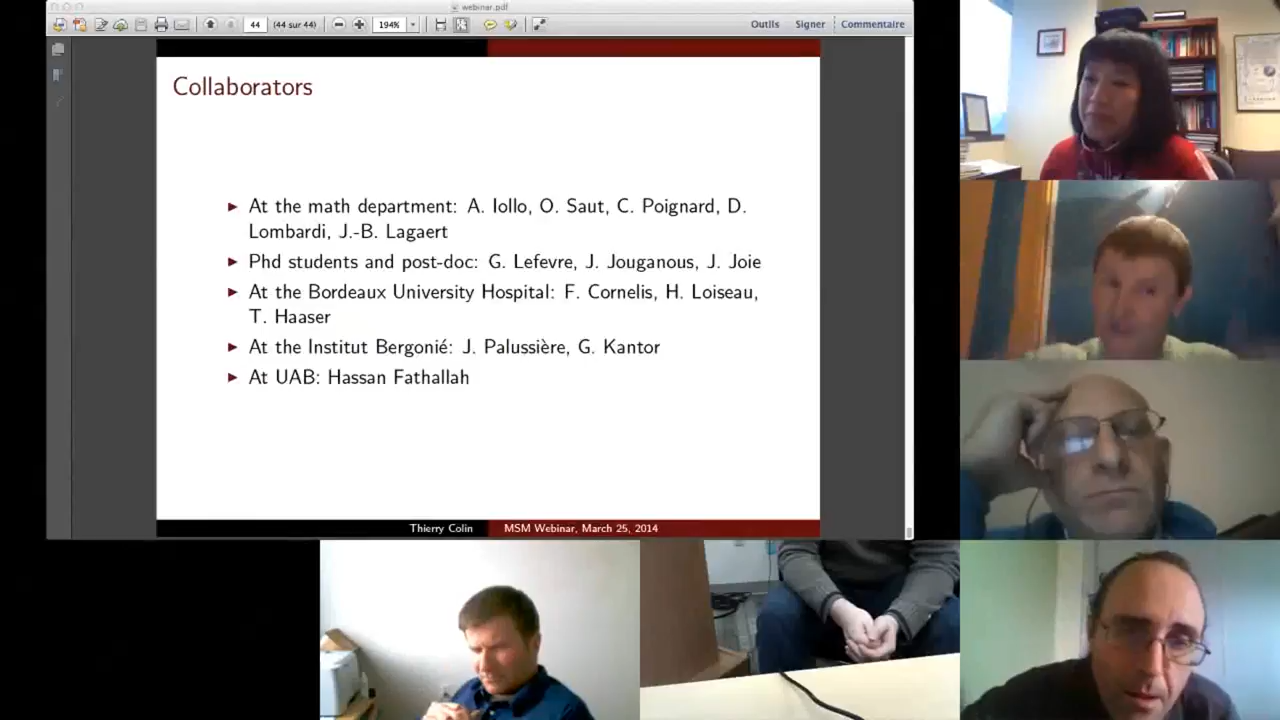 webinar.pdf
44 (44 sur 44) 194% Outils Signer Commentaire
Collaborators
► At the math department: A. Iollo, O. Saut, C. Poignard, D.
Lombardi, J.-B. Lagaert
► Phd students and post-doc: G. Lefevre, J. Jouganous, J. Joie
► At the Bordeaux University Hospital: F. Cornelis, H. Loiseau,
T. Haaser
► At the Institut Bergonié: J. Palussière, G. Kantor
► At UAB: Hassan Fathallah
Thierry Colin MSM Webinar, March 25, 2014